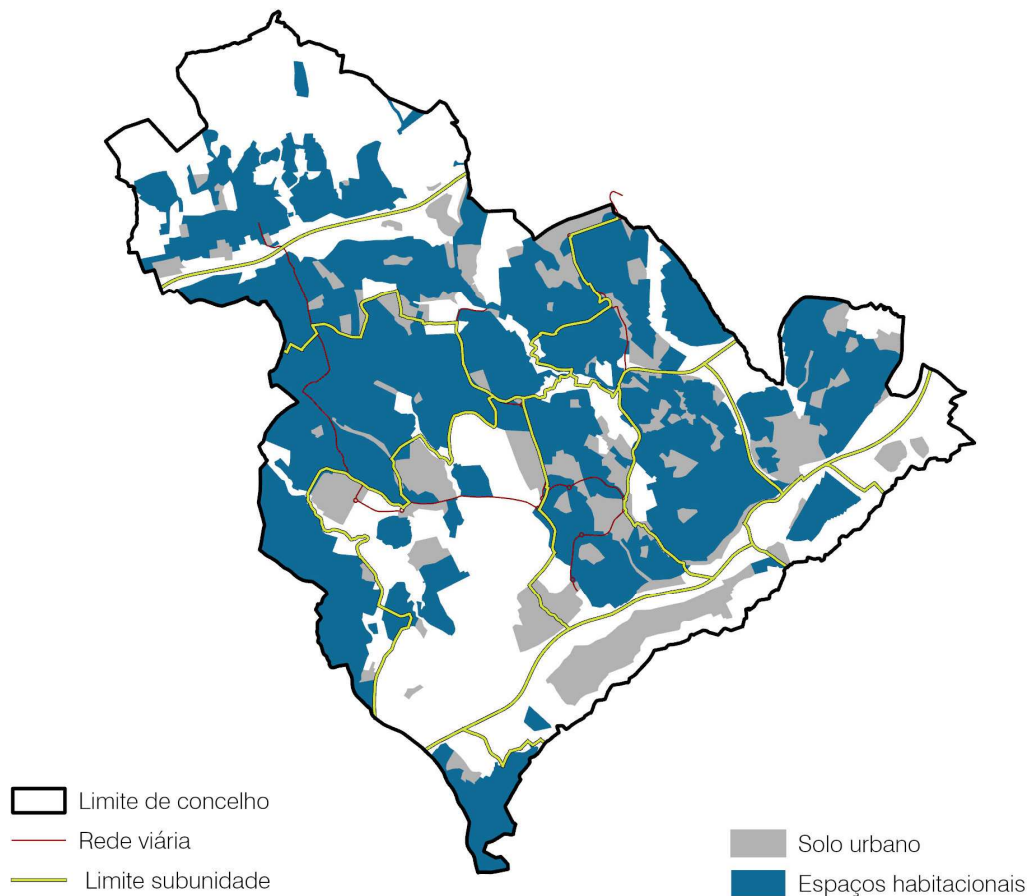 Limite de concelho
Rede viária
Limite subunidade
Solo urbano
Espaços habitacionais